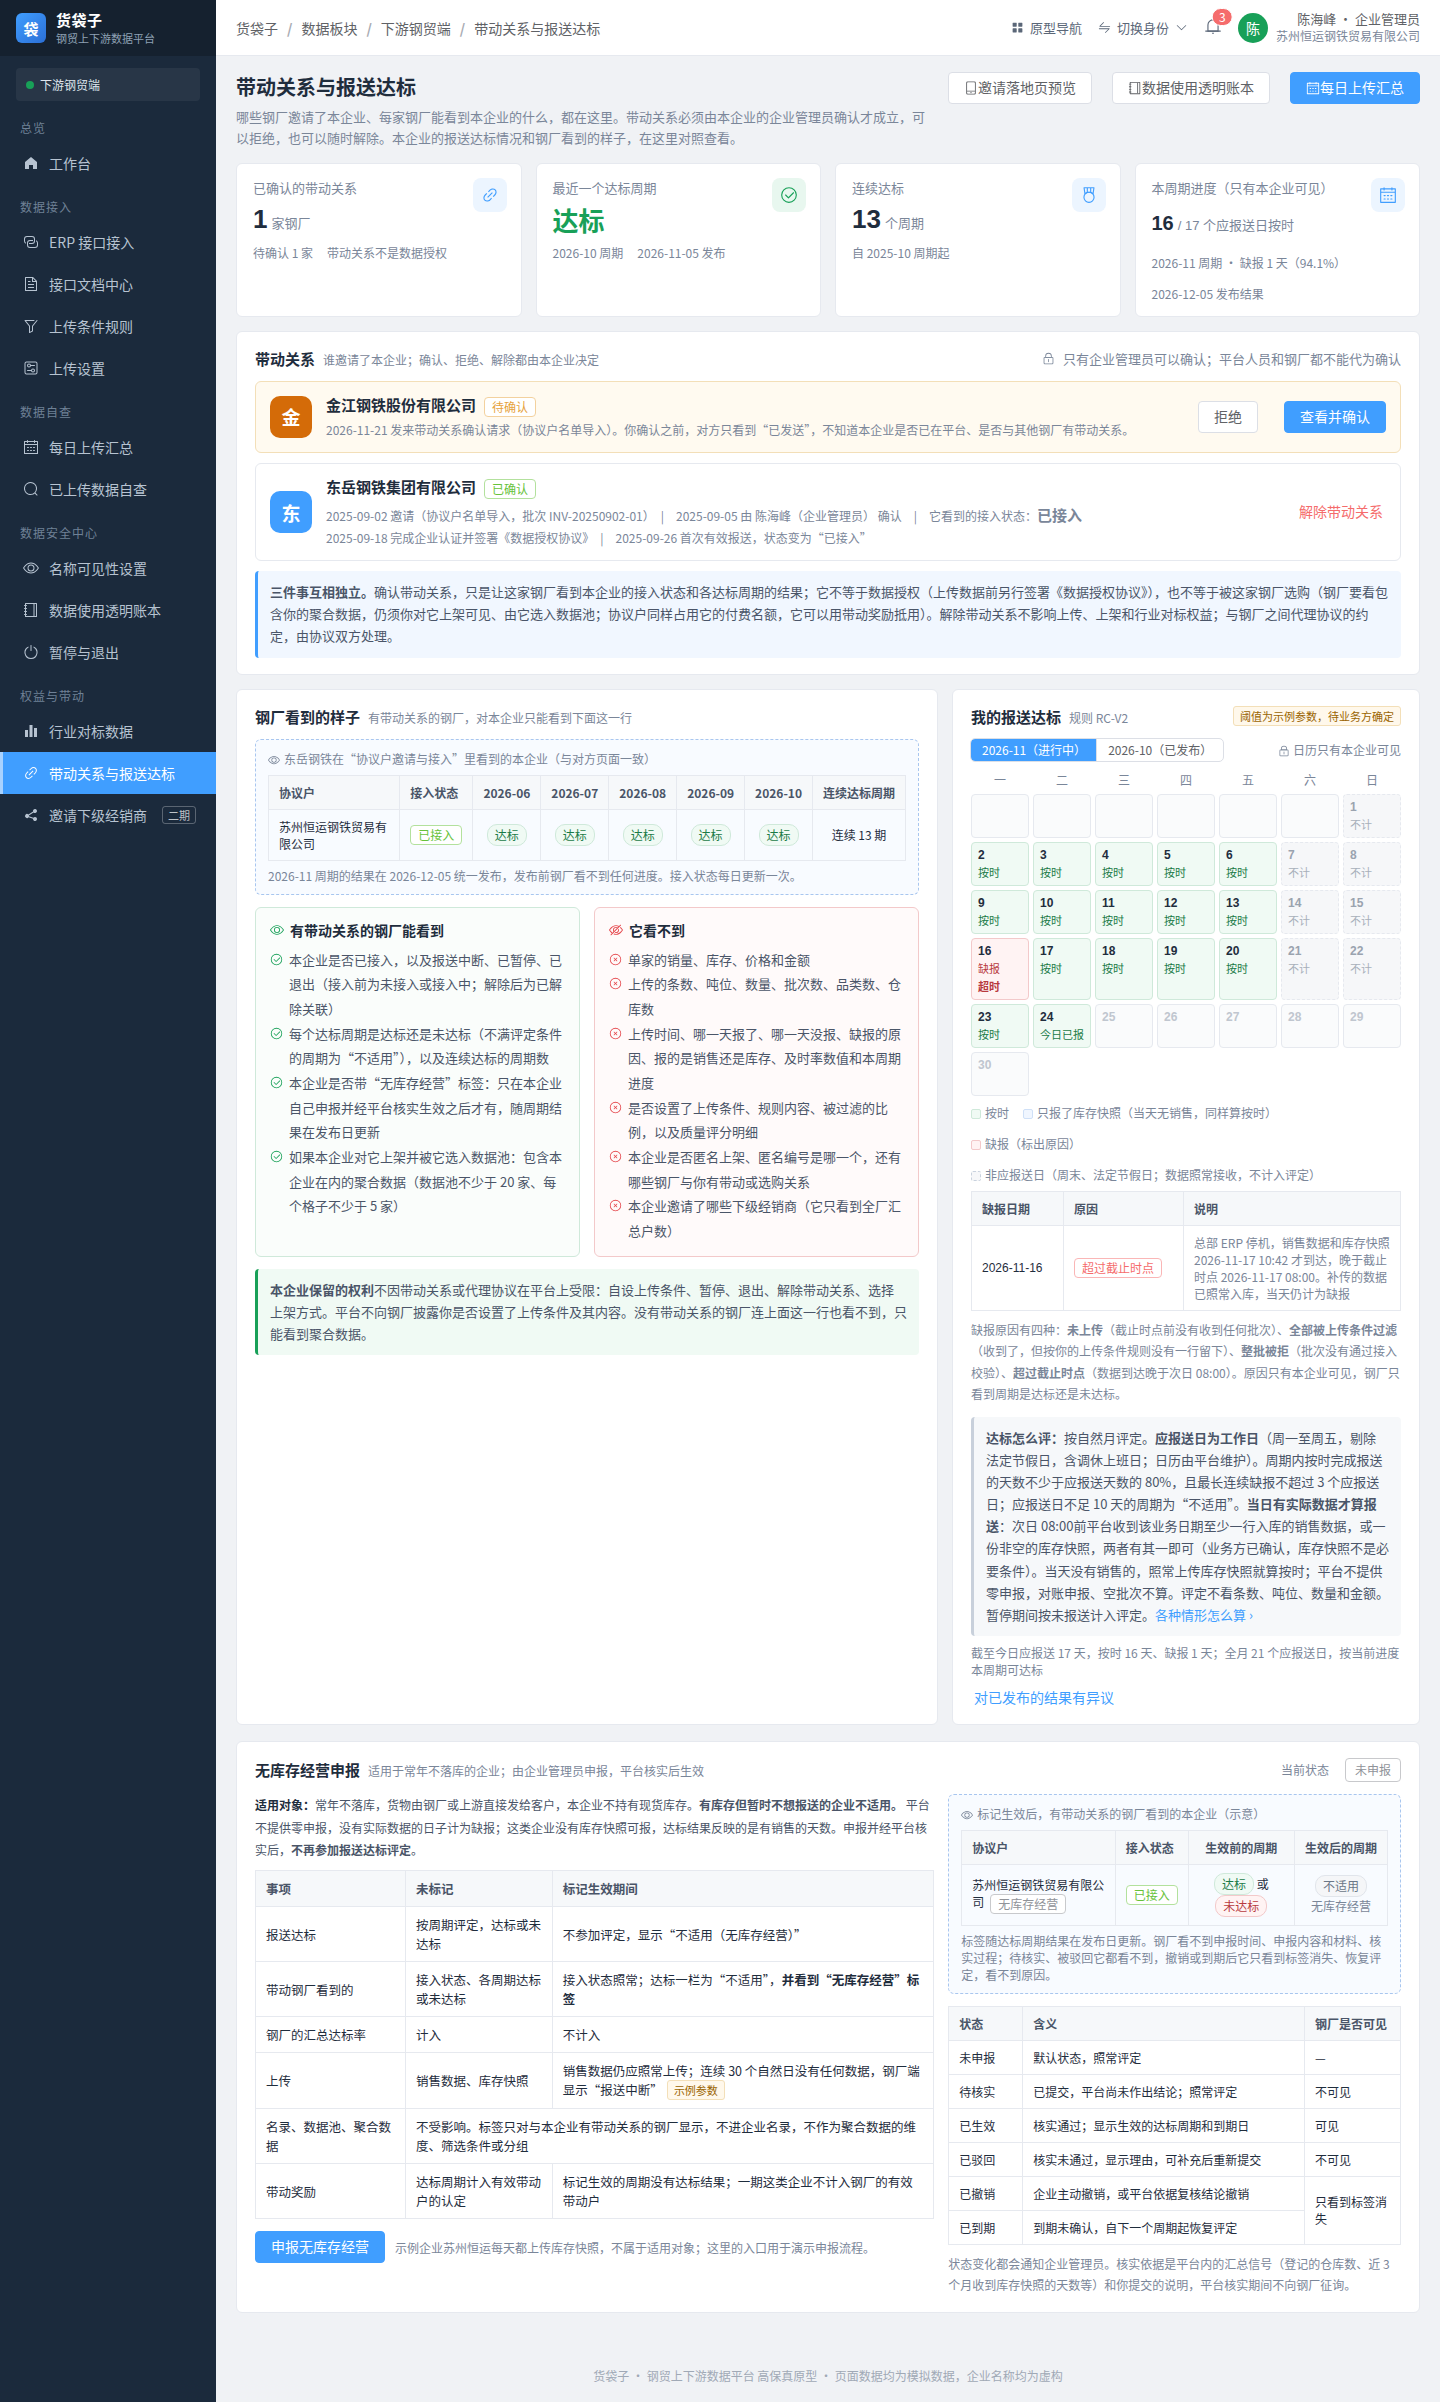 袋
货袋子
钢贸上下游数据平台
下游钢贸端
总览
工作台
数据接入
ERP 接口接入
接口文档中心
上传条件规则
上传设置
数据自查
每日上传汇总
已上传数据自查
数据安全中心
名称可见性设置
数据使用透明账本
暂停与退出
权益与带动
行业对标数据
带动关系与报送达标
邀请下级经销商 二期
货袋子 / 数据板块 / 下游钢贸端 / 带动关系与报送达标
原型导航
切换身份
3
陈
陈海峰 · 企业管理员
苏州恒运钢铁贸易有限公司
带动关系与报送达标
哪些钢厂邀请了本企业、每家钢厂能看到本企业的什么，都在这里。带动关系必须由本企业的企业管理员确认才成立，可
以拒绝，也可以随时解除。本企业的报送达标情况和钢厂看到的样子，在这里对照查看。
邀请落地页预览
数据使用透明账本
每日上传汇总
已确认的带动关系
1 家钢厂
待确认 1 家 带动关系不是数据授权
最近一个达标周期
达标
2026-10 周期 2026-11-05 发布
连续达标
13 个周期
自 2025-10 周期起
本周期进度（只有本企业可见）
16 / 17 个应报送日按时
2026-11 周期 · 缺报 1 天（94.1%）
2026-12-05 发布结果
带动关系 谁邀请了本企业；确认、拒绝、解除都由本企业决定
只有企业管理员可以确认；平台人员和钢厂都不能代为确认
金
金江钢铁股份有限公司 待确认
2026-11-21 发来带动关系确认请求（协议户名单导入）。你确认之前，对方只看到“已发送”，不知道本企业是否已在平台、是否与其他钢厂有带动关系。
拒绝
查看并确认
东
东岳钢铁集团有限公司 已确认
2025-09-02 邀请（协议户名单导入，批次 INV-20250902-01） | 2025-09-05 由 陈海峰（企业管理员） 确认 | 它看到的接入状态：已接入
2025-09-18 完成企业认证并签署《数据授权协议》 | 2025-09-26 首次有效报送，状态变为“已接入”
解除带动关系
三件事互相独立。确认带动关系，只是让这家钢厂看到本企业的接入状态和各达标周期的结果；它不等于数据授权（上传数据前另行签署《数据授权协议》），也不等于被这家钢厂选购（钢厂要看包
含你的聚合数据，仍须你对它上架可见、由它选入数据池；协议户同样占用它的付费名额，它可以用带动奖励抵用）。解除带动关系不影响上传、上架和行业对标权益；与钢厂之间代理协议的约
定，由协议双方处理。
钢厂看到的样子 有带动关系的钢厂，对本企业只能看到下面这一行
东岳钢铁在“协议户邀请与接入”里看到的本企业（与对方页面一致）
协议户 接入状态 2026-06 2026-07 2026-08 2026-09 2026-10 连续达标周期
苏州恒运钢铁贸易有
限公司
已接入 达标 达标 达标 达标 达标 连续 13 期
2026-11 周期的结果在 2026-12-05 统一发布，发布前钢厂看不到任何进度。接入状态每日更新一次。
有带动关系的钢厂能看到
本企业是否已接入，以及报送中断、已暂停、已
退出（接入前为未接入或接入中；解除后为已解
除关联）
每个达标周期是达标还是未达标（不满评定条件
的周期为“不适用”），以及连续达标的周期数
本企业是否带“无库存经营”标签：只在本企业
自己申报并经平台核实生效之后才有，随周期结
果在发布日更新
如果本企业对它上架并被它选入数据池：包含本
企业在内的聚合数据（数据池不少于 20 家、每
个格子不少于 5 家）
它看不到
单家的销量、库存、价格和金额
上传的条数、吨位、数量、批次数、品类数、仓
库数
上传时间、哪一天报了、哪一天没报、缺报的原
因、报的是销售还是库存、及时率数值和本周期
进度
是否设置了上传条件、规则内容、被过滤的比
例，以及质量评分明细
本企业是否匿名上架、匿名编号是哪一个，还有
哪些钢厂与你有带动或选购关系
本企业邀请了哪些下级经销商（它只看到全厂汇
总户数）
本企业保留的权利不因带动关系或代理协议在平台上受限：自设上传条件、暂停、退出、解除带动关系、选择
上架方式。平台不向钢厂披露你是否设置了上传条件及其内容。没有带动关系的钢厂连上面这一行也看不到，只
能看到聚合数据。
我的报送达标 规则 RC-V2
阈值为示例参数，待业务方确定
2026-11（进行中） 2026-10（已发布）
日历只有本企业可见
一 二 三 四 五 六 日
1
不计
2 3 4 5 6 7 8
按时 按时 按时 按时 按时 不计 不计
9 10 11 12 13 14 15
按时 按时 按时 按时 按时 不计 不计
16 17 18 19 20 21 22
缺报 按时 按时 按时 按时 不计 不计
超时
23 24 25 26 27 28 29
按时 今日已报
30
按时 只报了库存快照（当天无销售，同样算按时）
缺报（标出原因）
非应报送日（周末、法定节假日；数据照常接收，不计入评定）
缺报日期 原因 说明
2026-11-16
超过截止时点
总部 ERP 停机，销售数据和库存快照
2026-11-17 10:42 才到达，晚于截止
时点 2026-11-17 08:00。补传的数据
已照常入库，当天仍计为缺报
缺报原因有四种：未上传（截止时点前没有收到任何批次）、全部被上传条件过滤
（收到了，但按你的上传条件规则没有一行留下）、整批被拒（批次没有通过接入
校验）、超过截止时点（数据到达晚于次日 08:00）。原因只有本企业可见，钢厂只
看到周期是达标还是未达标。
达标怎么评：按自然月评定。应报送日为工作日（周一至周五，剔除
法定节假日，含调休上班日；日历由平台维护）。周期内按时完成报送
的天数不少于应报送天数的 80%，且最长连续缺报不超过 3 个应报送
日；应报送日不足 10 天的周期为“不适用”。当日有实际数据才算报
送：次日 08:00前平台收到该业务日期至少一行入库的销售数据，或一
份非空的库存快照，两者有其一即可（业务方已确认，库存快照不是必
要条件）。当天没有销售的，照常上传库存快照就算按时；平台不提供
零申报，对账申报、空批次不算。评定不看条数、吨位、数量和金额。
暂停期间按未报送计入评定。各种情形怎么算 ›
截至今日应报送 17 天，按时 16 天、缺报 1 天；全月 21 个应报送日，按当前进度
本周期可达标
对已发布的结果有异议
无库存经营申报 适用于常年不落库的企业；由企业管理员申报，平台核实后生效
当前状态 未申报
适用对象：常年不落库，货物由钢厂或上游直接发给客户，本企业不持有现货库存。有库存但暂时不想报送的企业不适用。 平台
不提供零申报，没有实际数据的日子计为缺报；这类企业没有库存快照可报，达标结果反映的是有销售的天数。申报并经平台核
实后，不再参加报送达标评定。
事项 未标记 标记生效期间
报送达标
按周期评定，达标或未
达标
不参加评定，显示“不适用（无库存经营）”
带动钢厂看到的
接入状态、各周期达标
或未达标
接入状态照常；达标一栏为“不适用”，并看到“无库存经营”标
签
钢厂的汇总达标率 计入 不计入
上传 销售数据、库存快照
销售数据仍应照常上传；连续 30 个自然日没有任何数据，钢厂端
显示“报送中断” 示例参数
名录、数据池、聚合数
据
不受影响。标签只对与本企业有带动关系的钢厂显示，不进企业名录，不作为聚合数据的维
度、筛选条件或分组
带动奖励
达标周期计入有效带动
户的认定
标记生效的周期没有达标结果；一期这类企业不计入钢厂的有效
带动户
申报无库存经营
示例企业苏州恒运每天都上传库存快照，不属于适用对象；这里的入口用于演示申报流程。
标记生效后，有带动关系的钢厂看到的本企业（示意）
协议户 接入状态 生效前的周期 生效后的周期
苏州恒运钢铁贸易有限公
司 无库存经营
已接入
达标 或
未达标
不适用
无库存经营
标签随达标周期结果在发布日更新。钢厂看不到申报时间、申报内容和材料、核
实过程；待核实、被驳回它都看不到，撤销或到期后它只看到标签消失、恢复评
定，看不到原因。
状态 含义 钢厂是否可见
未申报 默认状态，照常评定 —
待核实 已提交，平台尚未作出结论；照常评定 不可见
已生效 核实通过；显示生效的达标周期和到期日 可见
已驳回 核实未通过，显示理由，可补充后重新提交 不可见
已撤销 企业主动撤销，或平台依据复核结论撤销
只看到标签消
失
已到期 到期未确认，自下一个周期起恢复评定
状态变化都会通知企业管理员。核实依据是平台内的汇总信号（登记的仓库数、近 3
个月收到库存快照的天数等）和你提交的说明，平台核实期间不向钢厂征询。
货袋子 · 钢贸上下游数据平台 高保真原型 · 页面数据均为模拟数据，企业名称均为虚构